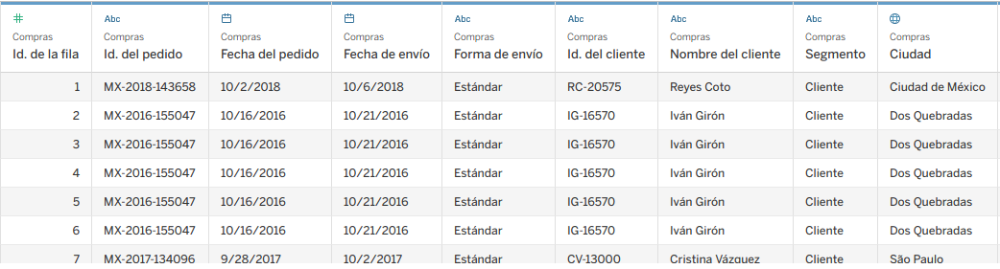 # Abc Abc Abc Abc Abc
Compras Compras Compras Compras Compras Compras Compras Compras Compras
Id. de la fila Id. del pedido Fecha del pedido Fecha de envío Forma de envío Id. del cliente Nombre del cliente Segmento Ciudad
1 MX-2018-143658 10/2/2018 10/6/2018 Estándar RC-20575 Reyes Coto Cliente Ciudad de México
2 MX-2016-155047 10/16/2016 10/21/2016 Estándar IG-16570 Iván Girón Cliente Dos Quebradas
3 MX-2016-155047 10/16/2016 10/21/2016 Estándar IG-16570 Iván Girón Cliente Dos Quebradas
4 MX-2016-155047 10/16/2016 10/21/2016 Estándar IG-16570 Iván Girón Cliente Dos Quebradas
5 MX-2016-155047 10/16/2016 10/21/2016 Estándar IG-16570 Iván Girón Cliente Dos Quebradas
6 MX-2016-155047 10/16/2016 10/21/2016 Estándar IG-16570 Iván Girón Cliente Dos Quebradas
7 MX-2017-134096 9/28/2017 10/2/2017 Estándar CV-13000 Cristina Vázquez Cliente São Paulo